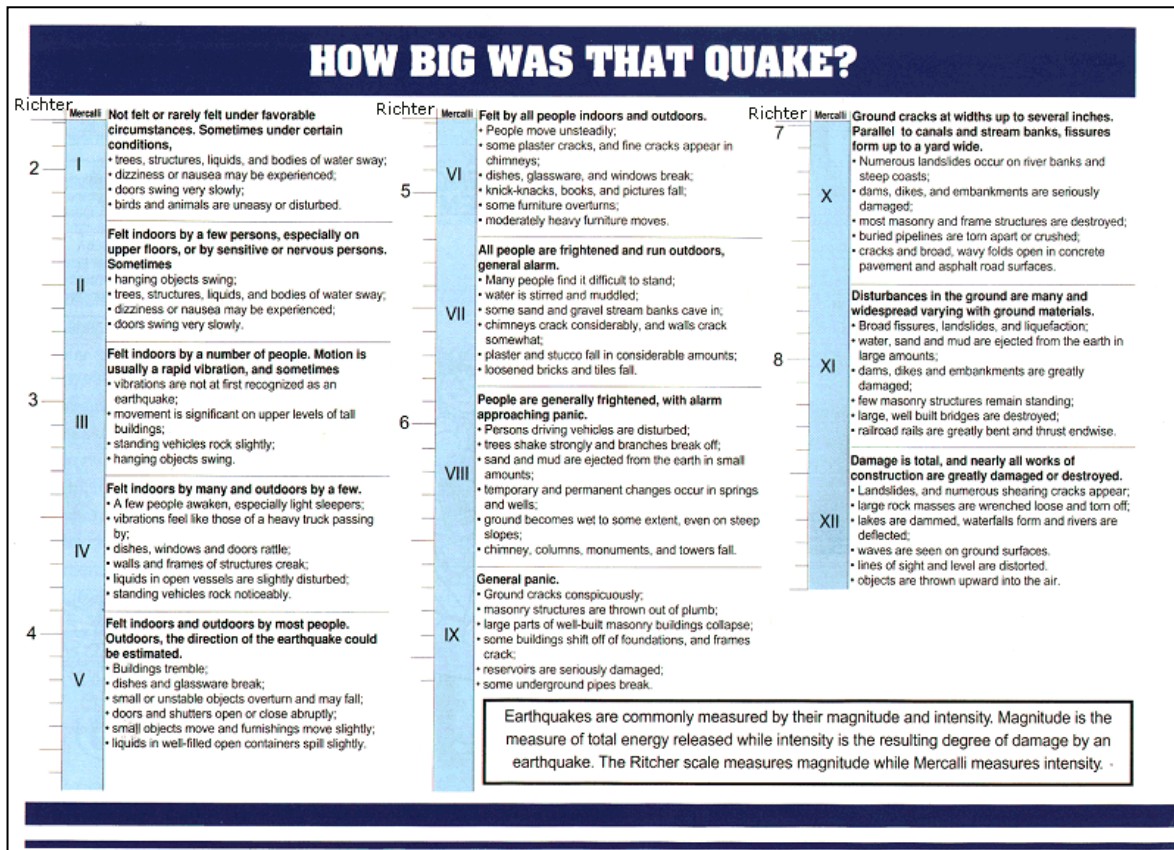 HOW BIG WAS THAT QUAKE?
Richter
Mercalli
Not felt or rarely felt under favorable
circumstances. Sometimes under certain
conditions,
• trees, structures, liquids, and bodies of water sway;
• dizziness or nausea may be experienced;
• doors swing very slowly;
• birds and animals are uneasy or disturbed.
2
I
Felt indoors by a few persons, especially on
upper floors, or by sensitive or nervous persons.
Sometimes
• hanging objects swing;
• trees, structures, liquids, and bodies of water sway;
• dizziness or nausea may be experienced;
• doors swing very slowly.
II
Felt indoors by a number of people. Motion is
usually a rapid vibration, and sometimes
• vibrations are not at first recognized as an
earthquake;
• movement is significant on upper levels of tall
buildings;
• standing vehicles rock slightly;
• hanging objects swing.
3
III
Felt indoors by many and outdoors by a few.
• A few people awaken, especially light sleepers;
• vibrations feel like those of a heavy truck passing
by;
• dishes, windows and doors rattle;
• walls and frames of structures creak;
• liquids in open vessels are slightly disturbed;
• standing vehicles rock noticeably.
IV
Felt indoors and outdoors by most people.
Outdoors, the direction of the earthquake could
be estimated.
• Buildings tremble;
• dishes and glassware break;
• small or unstable objects overturn and may fall;
• doors and shutters open or close abruptly;
• small objects move and furnishings move slightly;
• liquids in well-filled open containers spill slightly.
4
V
Richter
Mercalli
Felt by all people indoors and outdoors.
• People move unsteadily;
• some plaster cracks, and fine cracks appear in
chimneys;
• dishes, glassware, and windows break;
• knick-knacks, books, and pictures fall;
• some furniture overturns;
• moderately heavy furniture moves.
5
VI
All people are frightened and run outdoors,
general alarm.
• Many people find it difficult to stand;
• water is stirred and muddled;
• some sand and gravel stream banks cave in;
• chimneys crack considerably, and walls crack
somewhat;
• plaster and stucco fall in considerable amounts;
• loosened bricks and tiles fall.
VII
People are generally frightened, with alarm
approaching panic.
• Persons driving vehicles are disturbed;
• trees shake strongly and branches break off;
• sand and mud are ejected from the earth in small
amounts;
• temporary and permanent changes occur in springs
and wells;
• ground becomes wet to some extent, even on steep
slopes;
• chimney, columns, monuments, and towers fall.
6
VIII
General panic.
• Ground cracks conspicuously;
• masonry structures are thrown out of plumb;
• large parts of well-built masonry buildings collapse;
• some buildings shift off of foundations, and frames
crack;
• reservoirs are seriously damaged;
• some underground pipes break.
IX
Richter
Mercalli
Ground cracks at widths up to several inches.
Parallel to canals and stream banks, fissures
form up to a yard wide.
• Numerous landslides occur on river banks and
steep coasts;
• dams, dikes, and embankments are seriously
damaged;
• most masonry and frame structures are destroyed;
• buried pipelines are torn apart or crushed;
• cracks and broad, wavy folds open in concrete
pavement and asphalt road surfaces.
7
X
Disturbances in the ground are many and
widespread varying with ground materials.
• Broad fissures, landslides, and liquefaction;
• water, sand and mud are ejected from the earth in
large amounts;
• dams, dikes and embankments are greatly
damaged;
• few masonry structures remain standing;
• large, well built bridges are destroyed;
• railroad rails are greatly bent and thrust endwise.
8
XI
Damage is total, and nearly all works of
construction are greatly damaged or destroyed.
• Landslides, and numerous shearing cracks appear;
• large rock masses are wrenched loose and torn off;
• lakes are dammed, waterfalls form and rivers are
deflected;
• waves are seen on ground surfaces.
• lines of sight and level are distorted.
• objects are thrown upward into the air.
XII
Earthquakes are commonly measured by their magnitude and intensity. Magnitude is the
measure of total energy released while intensity is the resulting degree of damage by an
earthquake. The Ritcher scale measures magnitude while Mercalli measures intensity.